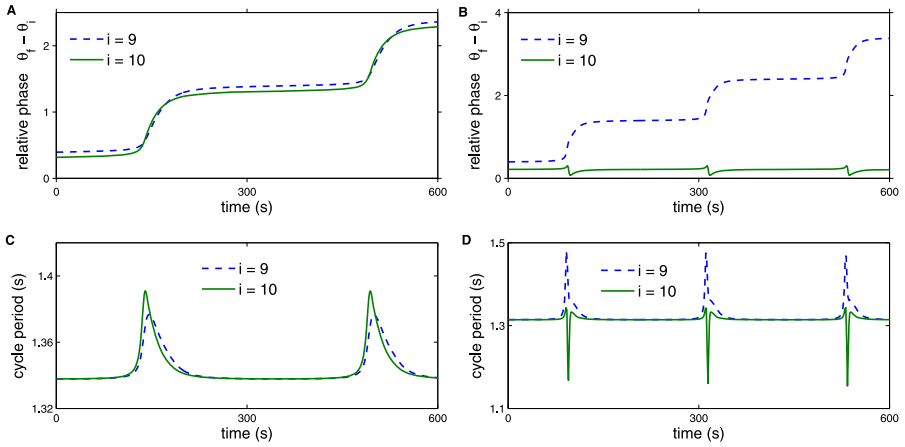 A
relative phase θf – θi
2
1
0
i = 9
i = 10
0
300
600
time (s)
B
relative phase θf – θi
4
2
0
i = 9
i = 10
0
300
600
time (s)
C
cycle period (s)
1.4
1.36
1.32
i = 9
i = 10
0
300
600
time (s)
D
cycle period (s)
1.5
1.3
1.1
i = 9
i = 10
0
300
600
time (s)